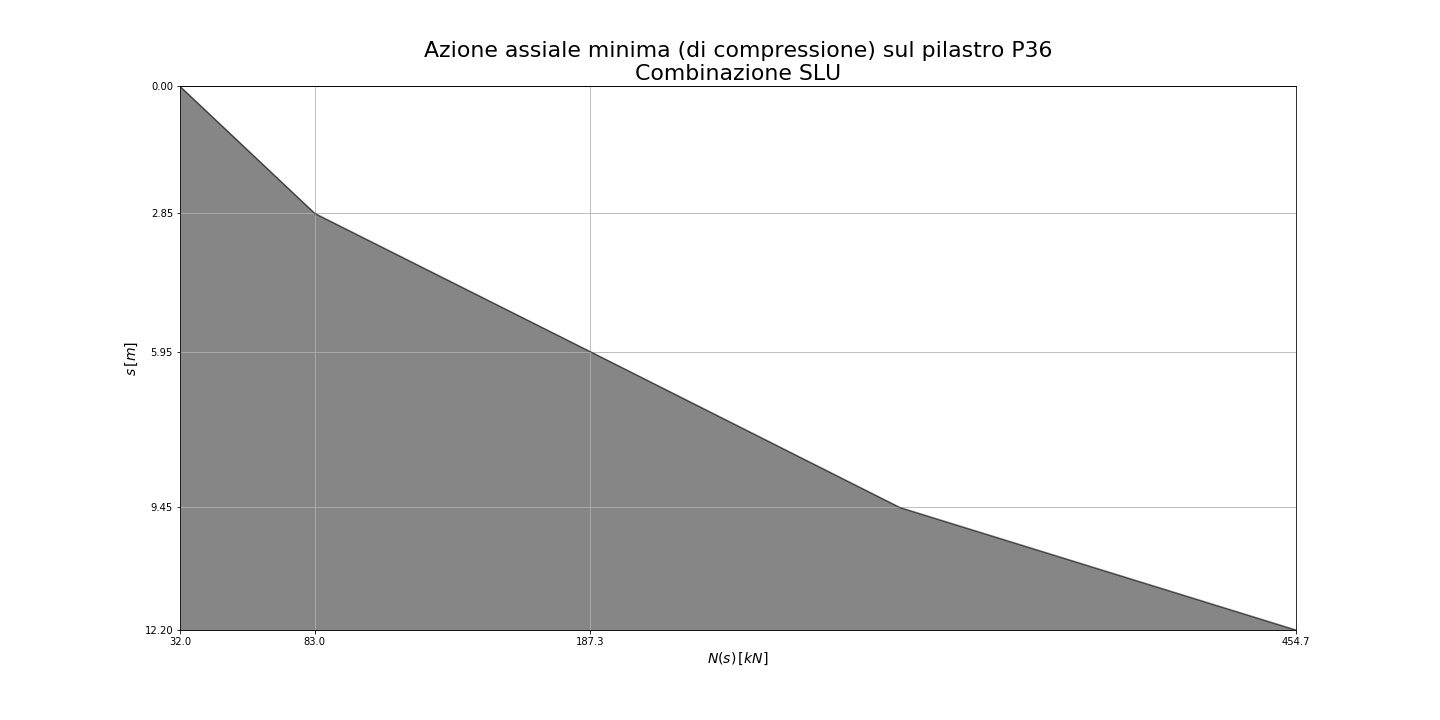 Azione assiale minima (di compressione) sul pilastro P36
Combinazione SLU
0.00
2.85
5.95
9.45
12.20
s [m]
32.0
83.0
187.3
454.7
N(s) [kN]